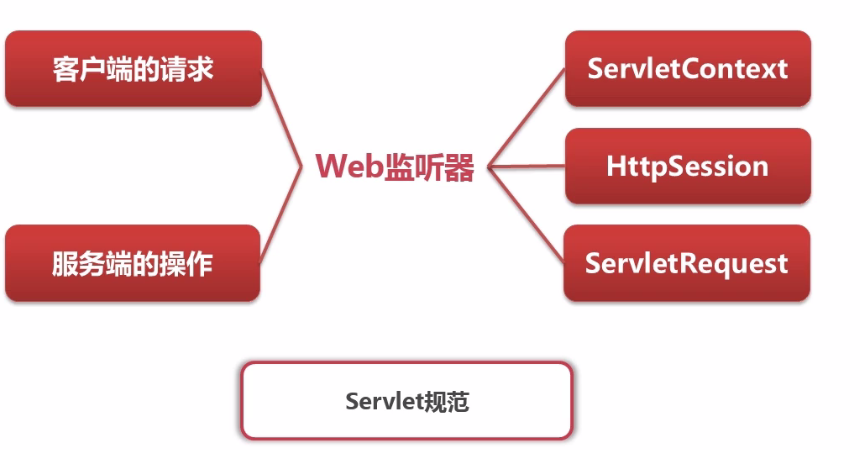 客户端的请求
服务端的操作
Web监听器
ServletContext
HttpSession
ServletRequest
Servlet规范